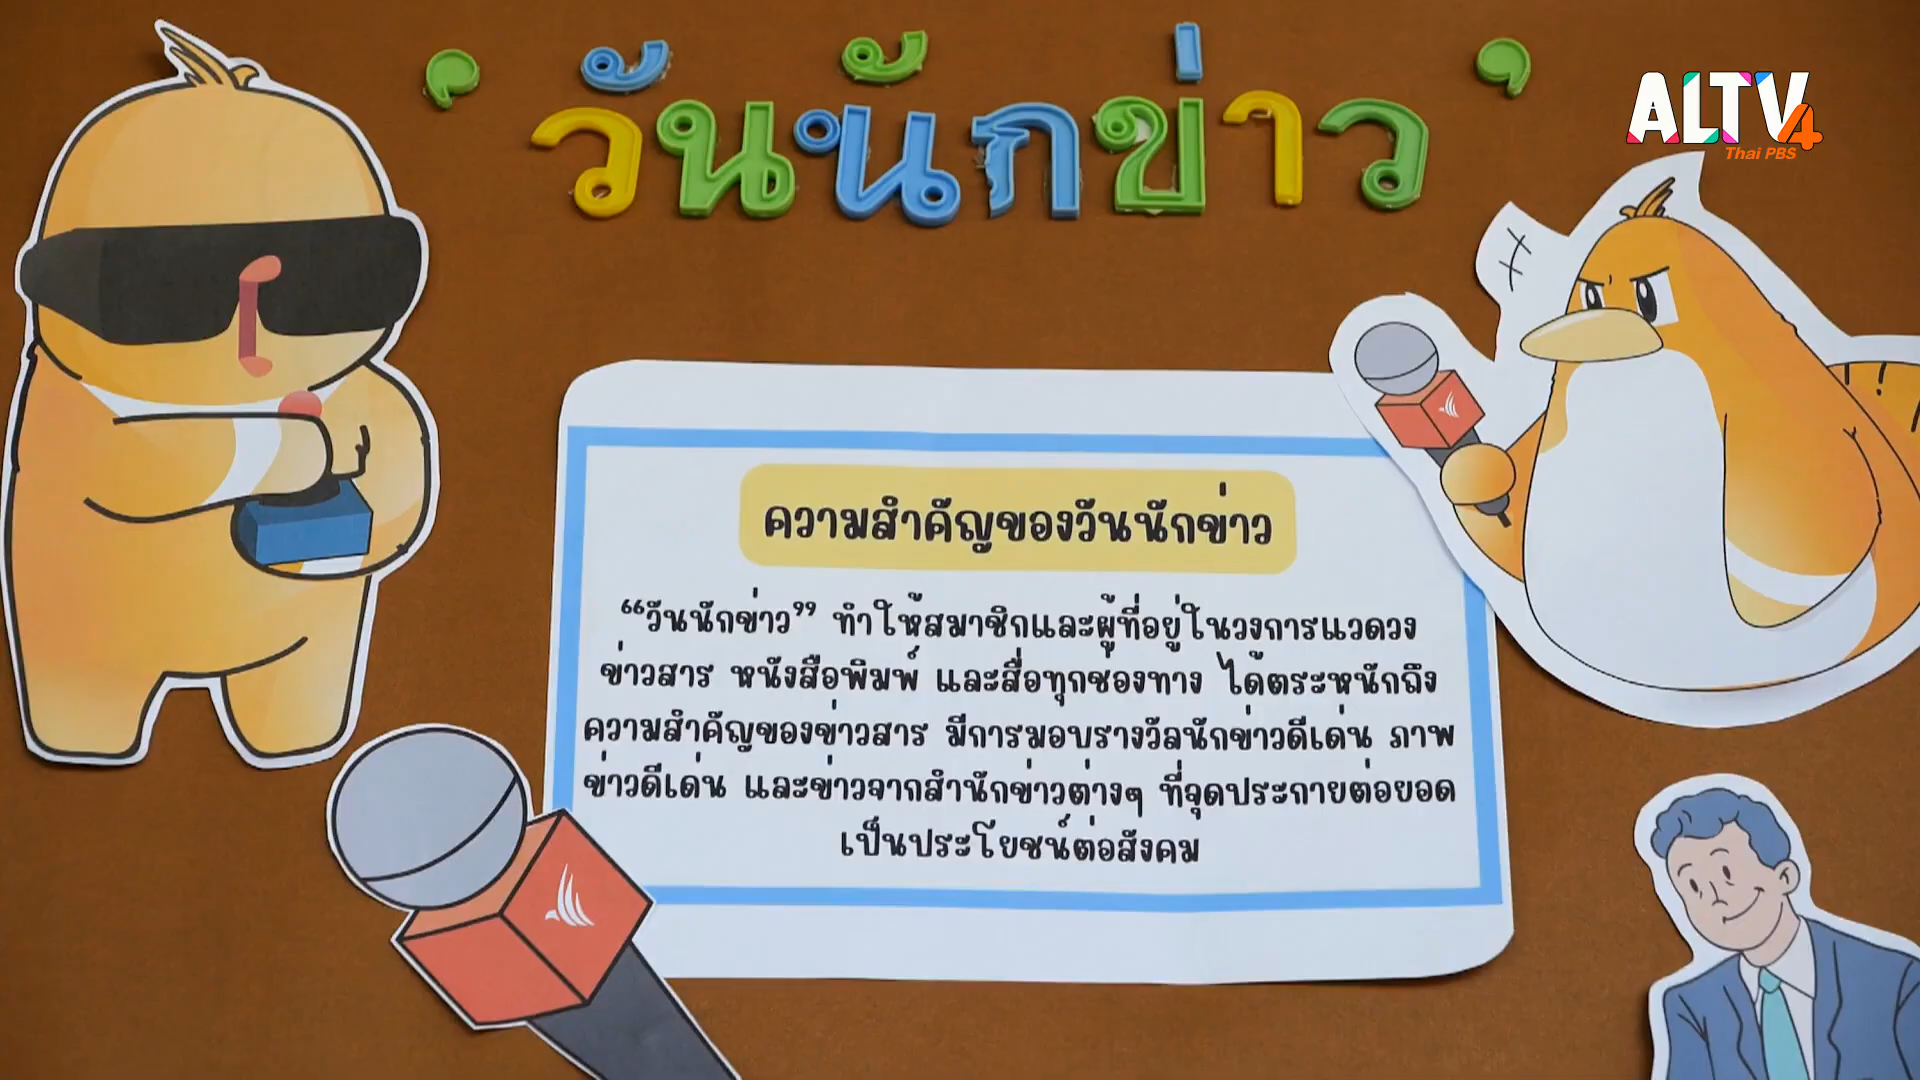 ‘วันนักข่าว’
ALTV4
Thai PBS
ความสำคัญของวันนักข่าว
“วันนักข่าว” ทำให้สมาชิกและผู้ที่อยู่ในวงการแวดวง
ข่าวสาร หนังสือพิมพ์ และสื่อทุกช่องทาง ได้ตระหนักถึง
ความสำคัญของข่าวสาร มีการมอบรางวัลนักข่าวดีเด่น ภาพ
ข่าวดีเด่น และข่าวจากสำนักข่าวต่างๆ ที่จุดประกายต่อยอด
เป็นประโยชน์ต่อสังคม